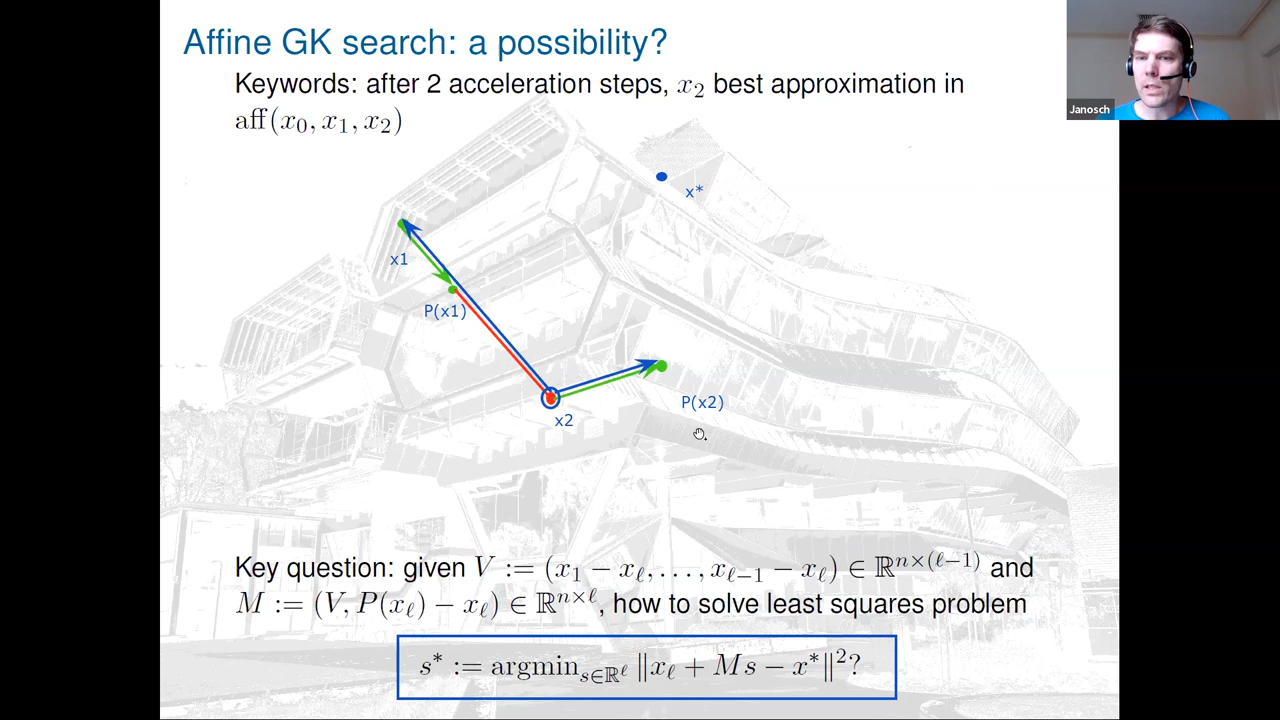 Affine GK search: a possibility?
Keywords: after 2 acceleration steps, x₂ best approximation in
aff(x₀, x₁, x₂)
Janosch
x*
x1
P(x1)
P(x2)
x2
Key question: given V := (x₁ − x_ℓ, . . . , x_{ℓ−1} − x_ℓ) ∈ ℝ^{n×(ℓ−1)} and
M := (V, P(x_ℓ) − x_ℓ) ∈ ℝ^{n×ℓ}, how to solve least squares problem
s* := argmin_{s∈ℝ^ℓ} ‖x_ℓ + Ms − x*‖²?